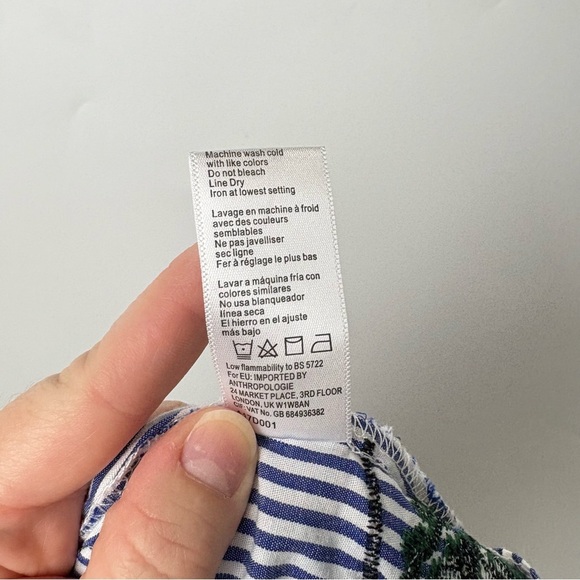 Machine wash cold
with like colors
Do not bleach
Line Dry
Iron at lowest setting
Lavage en machine à froid
avec des couleurs
semblables
Ne pas javelliser
sec ligne
Fer à réglage le plus bas
Lavar a máquina fria con
colores similares
No usa blanqueador
línea seca
El hierro en el ajuste
más bajo
Low flammability to BS 5722
For EU: IMPORTED BY
ANTHROPOLOGIE
24 MARKET PLACE, 3RD FLOOR
LONDON, UK W1W8AN
VAT No. GB 684936382
7D001